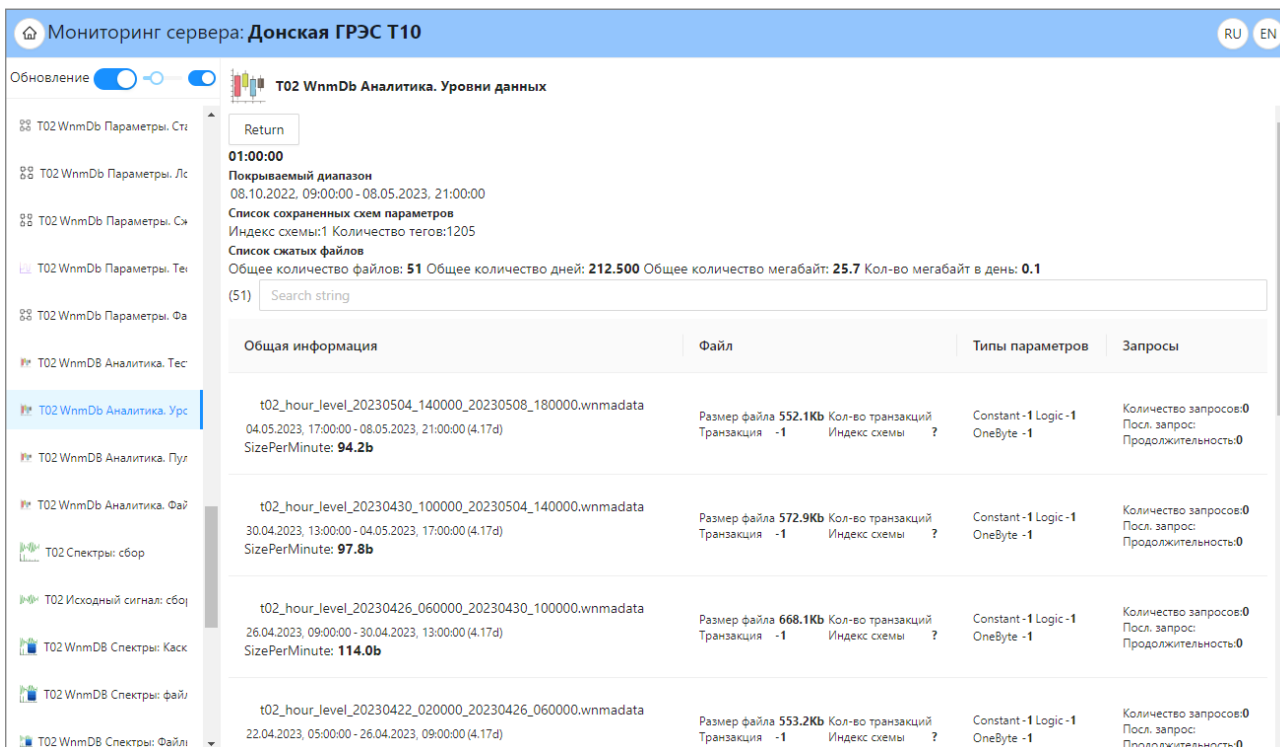 Мониторинг сервера: Донская ГРЭС Т10
RU EN
Обновление
T02 WnmDb Параметры. Ста
T02 WnmDb Параметры. Лс
T02 WnmDb Параметры. Сж
T02 WnmDb Параметры. Тес
T02 WnmDb Параметры. Фа
T02 WnmDB Аналитика. Тес
T02 WnmDb Аналитика. Урс
T02 WnmDB Аналитика. Пул
T02 WnmDb Аналитика. Фай
T02 Спектры: сбор
T02 Исходный сигнал: сбор
T02 WnmDB Спектры: Каск
T02 WnmDB Спектры: файл
T02 WnmDB Спектры: Файлы
T02 WnmDb Аналитика. Уровни данных
Return
01:00:00
Покрываемый диапазон
08.10.2022, 09:00:00 - 08.05.2023, 21:00:00
Список сохраненных схем параметров
Индекс схемы:1 Количество тегов:1205
Список сжатых файлов
Общее количество файлов: 51 Общее количество дней: 212.500 Общее количество мегабайт: 25.7 Кол-во мегабайт в день: 0.1
(51) Search string
Общая информация Файл Типы параметров Запросы
t02_hour_level_20230504_140000_20230508_180000.wnmadata
04.05.2023, 17:00:00 - 08.05.2023, 21:00:00 (4.17d)
SizePerMinute: 94.2b
Размер файла 552.1Kb Кол-во транзакций
Транзакция -1 Индекс схемы ?
Constant -1 Logic -1
OneByte -1
Количество запросов:0
Посл. запрос:
Продолжительность:0
t02_hour_level_20230430_100000_20230504_140000.wnmadata
30.04.2023, 13:00:00 - 04.05.2023, 17:00:00 (4.17d)
SizePerMinute: 97.8b
Размер файла 572.9Kb Кол-во транзакций
Транзакция -1 Индекс схемы ?
Constant -1 Logic -1
OneByte -1
Количество запросов:0
Посл. запрос:
Продолжительность:0
t02_hour_level_20230426_060000_20230430_100000.wnmadata
26.04.2023, 09:00:00 - 30.04.2023, 13:00:00 (4.17d)
SizePerMinute: 114.0b
Размер файла 668.1Kb Кол-во транзакций
Транзакция -1 Индекс схемы ?
Constant -1 Logic -1
OneByte -1
Количество запросов:0
Посл. запрос:
Продолжительность:0
t02_hour_level_20230422_020000_20230426_060000.wnmadata
22.04.2023, 05:00:00 - 26.04.2023, 09:00:00 (4.17d)
Размер файла 553.2Kb Кол-во транзакций
Транзакция -1 Индекс схемы ?
Constant -1 Logic -1
OneByte -1
Количество запросов:0
Посл. запрос:
Продолжительность:0